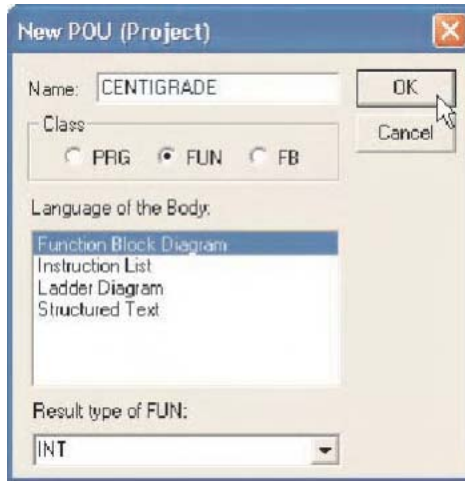 New POU (Project)
Name: CENTIGRADE
OK
Class
PRG FUN FB
Cancel
Language of the Body:
Function Block Diagram
Instruction List
Ladder Diagram
Structured Text
Result type of FUN:
INT